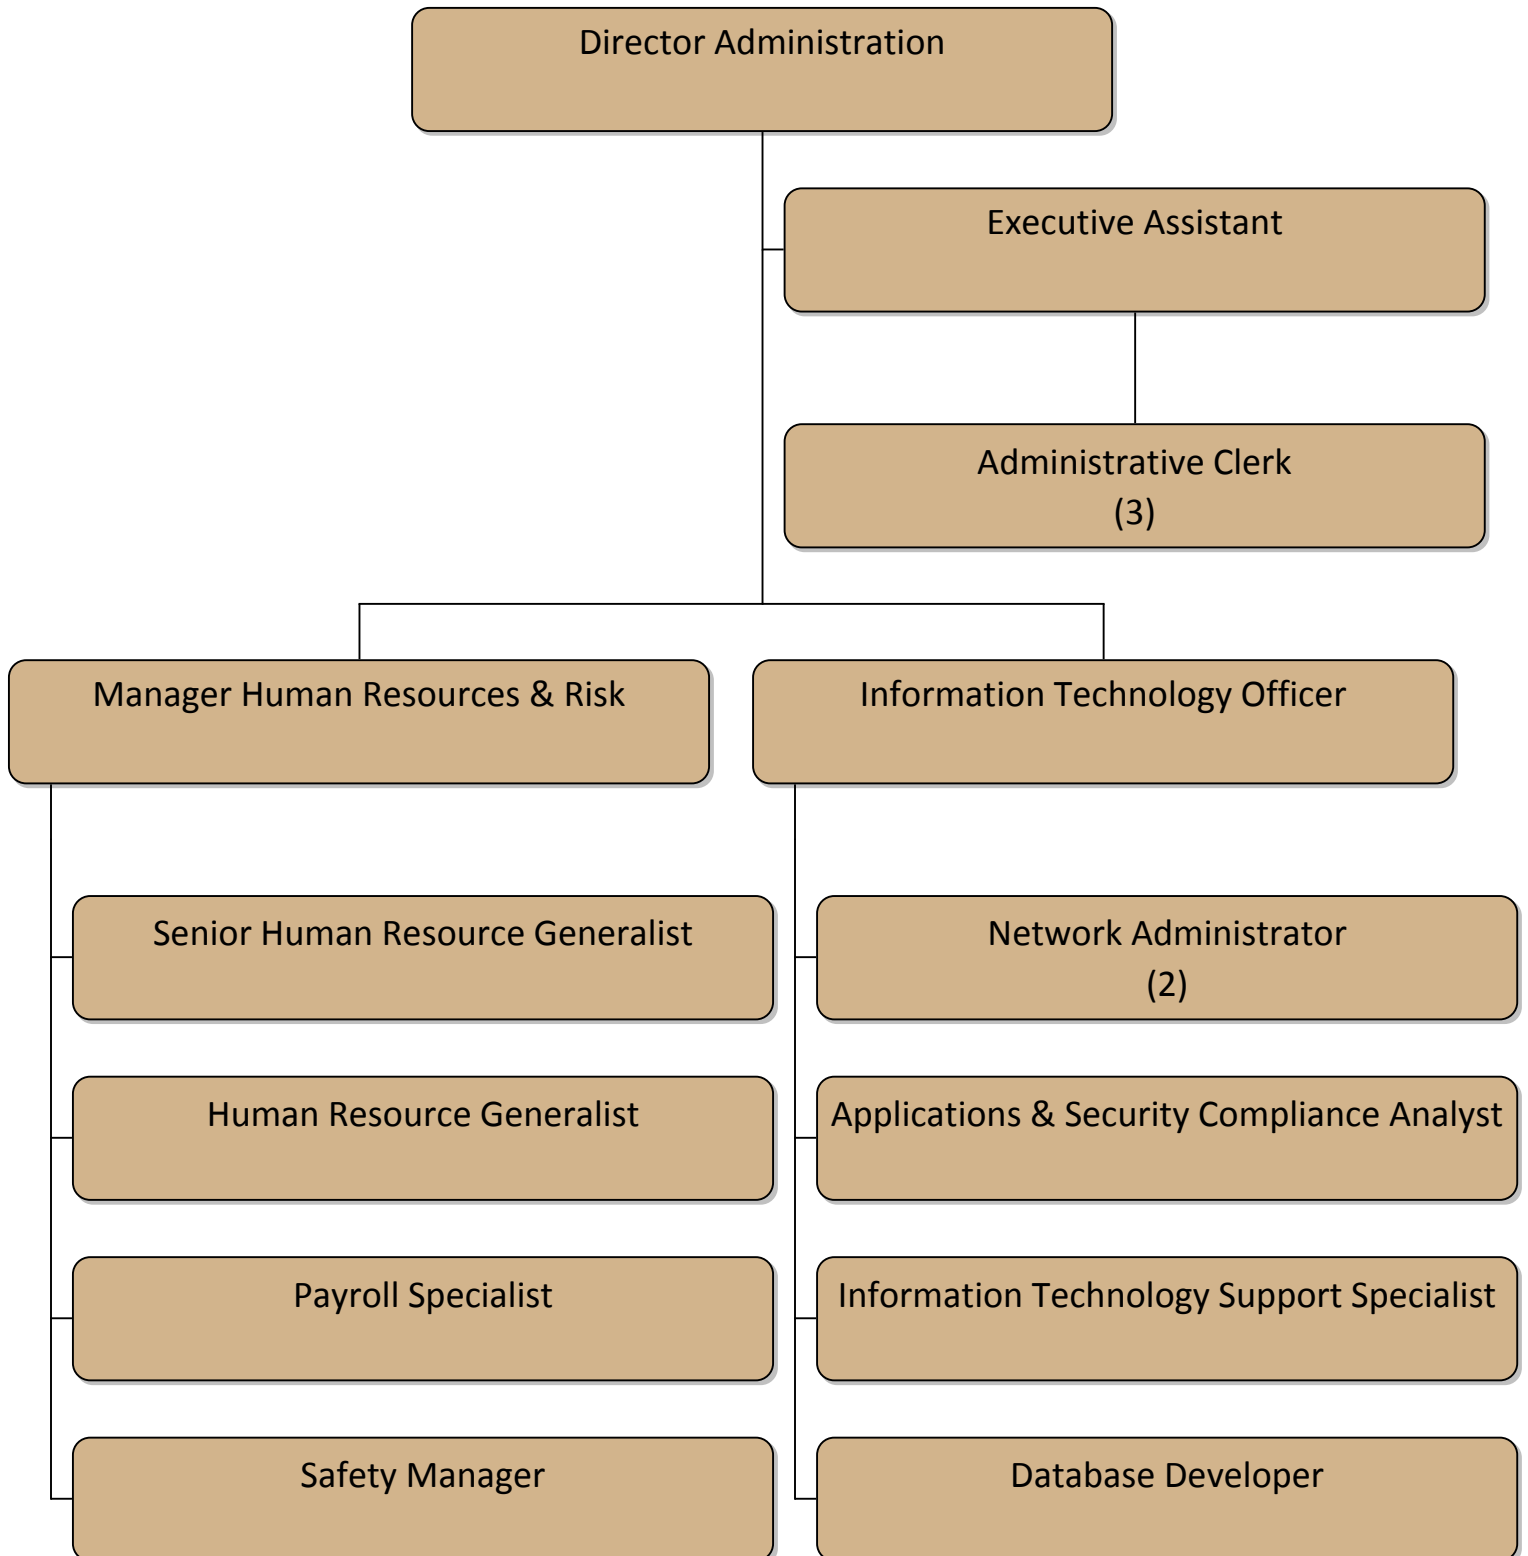 Director Administration
Executive Assistant
Administrative Clerk
(3)
Manager Human Resources & Risk
Information Technology Officer
Senior Human Resource Generalist
Network Administrator
(2)
Human Resource Generalist
Applications & Security Compliance Analyst
Payroll Specialist
Information Technology Support Specialist
Safety Manager
Database Developer